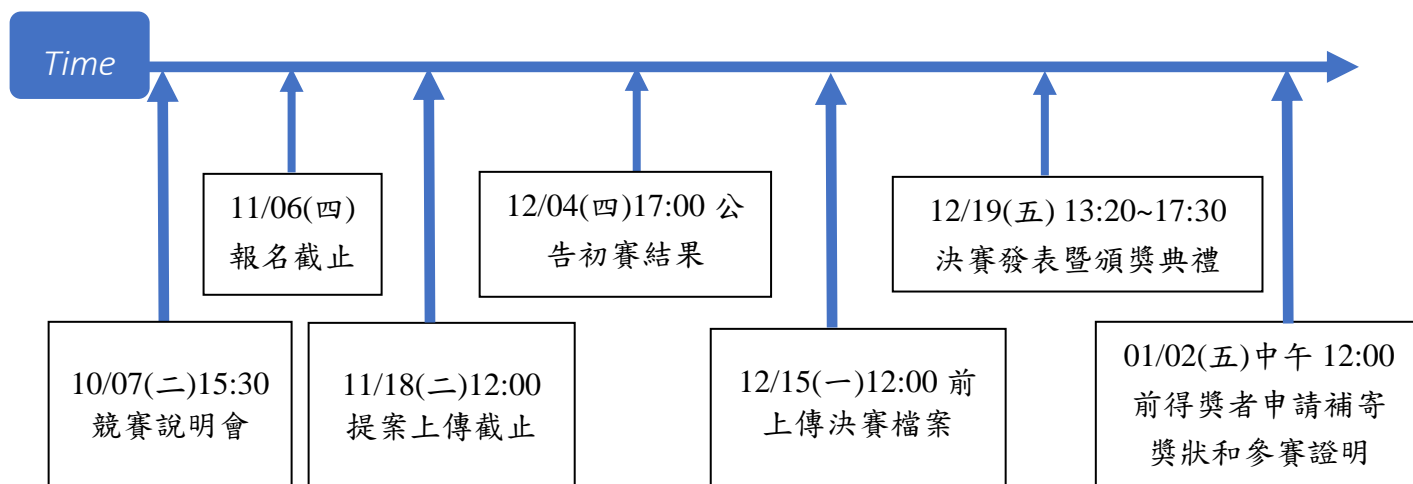 Time
10/07(二)15:30
競賽說明會
11/06(四)
報名截止
11/18(二)12:00
提案上傳截止
12/04(四)17:00 公
告初賽結果
12/15(一)12:00 前
上傳決賽檔案
12/19(五) 13:20~17:30
決賽發表暨頒獎典禮
01/02(五)中午 12:00
前得獎者申請補寄
獎狀和參賽證明